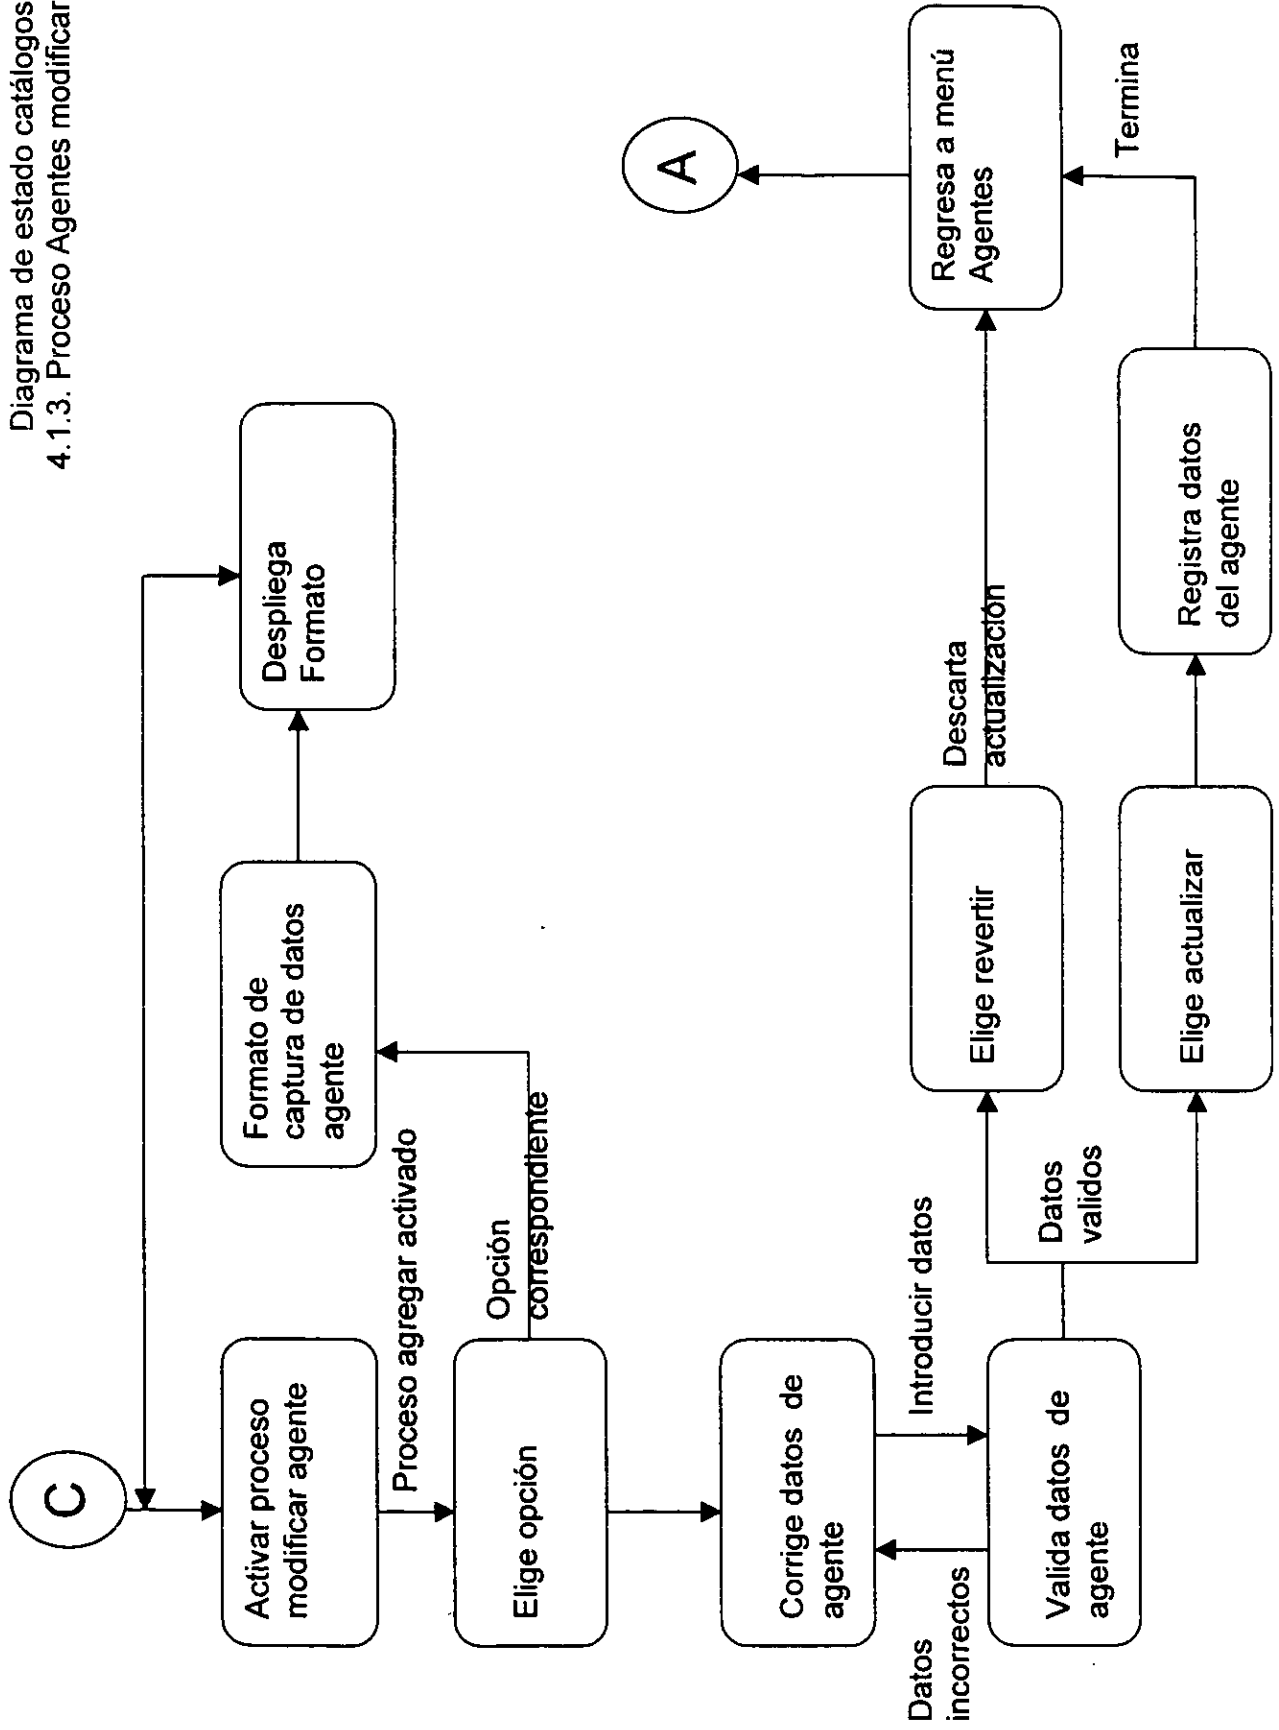 Diagrama de estado catálogos
4.1.3. Proceso Agentes modificar
C
Activar proceso
modificar agente
Proceso agregar activado
Elige opción
Opción
correspondiente
Formato de
captura de datos
agente
Despliega
Formato
Corrige datos de
agente
Introducir datos
Datos
incorrectos
Valida datos de
agente
Datos
validos
Elige revertir
Descarta
actualización
Elige actualizar
Registra datos
del agente
Termina
Regresa a menú
Agentes
A